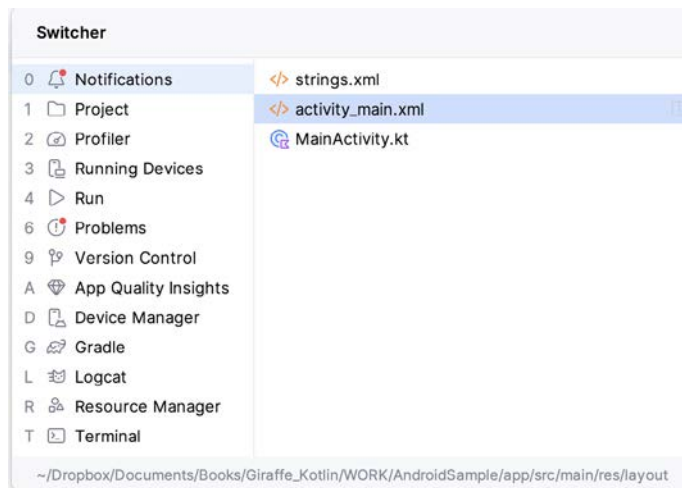 Switcher
0 Notifications
1 Project
2 Profiler
3 Running Devices
4 Run
6 Problems
9 Version Control
A App Quality Insights
D Device Manager
G Gradle
L Logcat
R Resource Manager
T Terminal
strings.xml
activity_main.xml
MainActivity.kt
~/Dropbox/Documents/Books/Giraffe_Kotlin/WORK/AndroidSample/app/src/main/res/layout